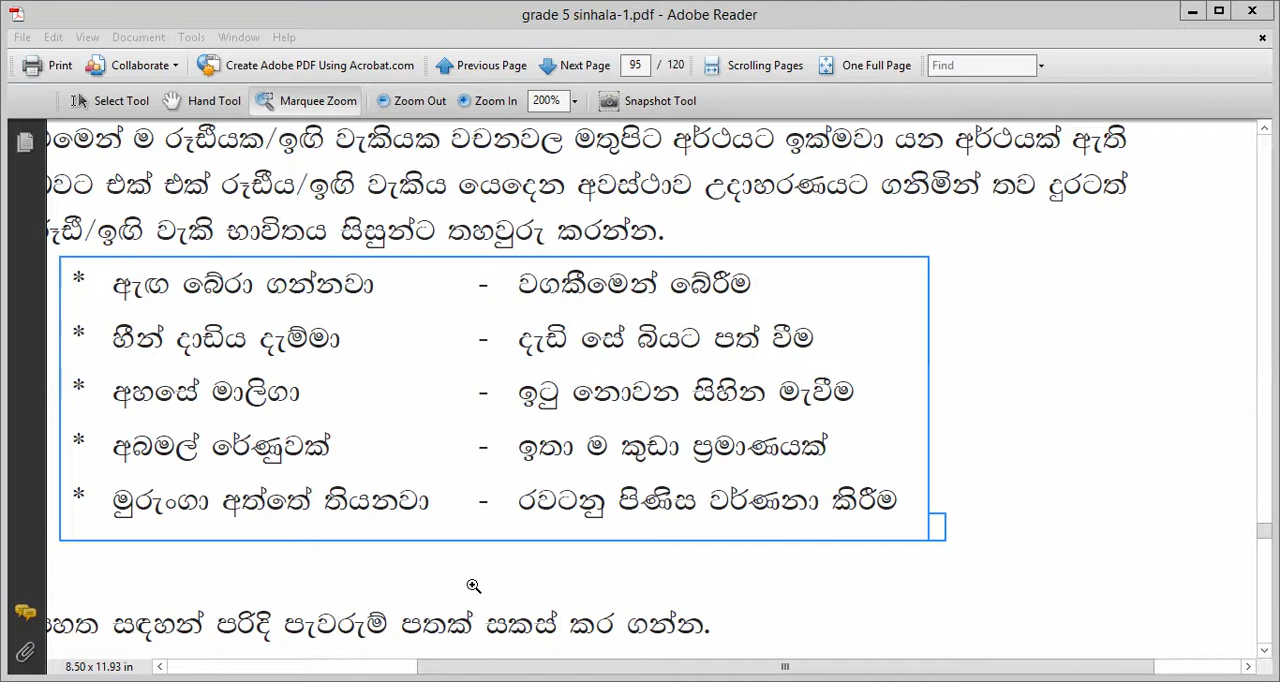 grade 5 sinhala-1.pdf - Adobe Reader
File Edit View Document Tools Window Help
Print Collaborate Create Adobe PDF Using Acrobat.com Previous Page Next Page 95 / 120 Scrolling Pages One Full Page Find
Select Tool Hand Tool Marquee Zoom Zoom Out Zoom In 200% Snapshot Tool
රූඪියක/ඉඟි වැකියක වචනවල මතුපිට අර්ථයට ඉක්මවා යන අර්ථයක් ඇති
එක් එක් රූඪිය/ඉඟි වැකිය යෙදෙන අවස්ථාව උදාහරණයට ගනිමින් තව දුරටත්
වැකි භාවිතය සිසුන්ට තහවුරු කරන්න.
* ඇඟ බේරා ගන්නවා - වගකීමෙන් බේරීම
* හීන් දාඩිය දැම්මා - දැඩි සේ බියට පත් වීම
* අහසේ මාලිගා - ඉටු නොවන සිහින මැවීම
* අබමල් රේණුවක් - ඉතා ම කුඩා ප්‍රමාණයක්
* මුරුංගා අත්තේ තියනවා - රවටනු පිණිස වර්ණනා කිරීම
සඳහන් පරිදි පැවරුම් පතක් සකස් කර ගන්න.
8.50 x 11.93 in